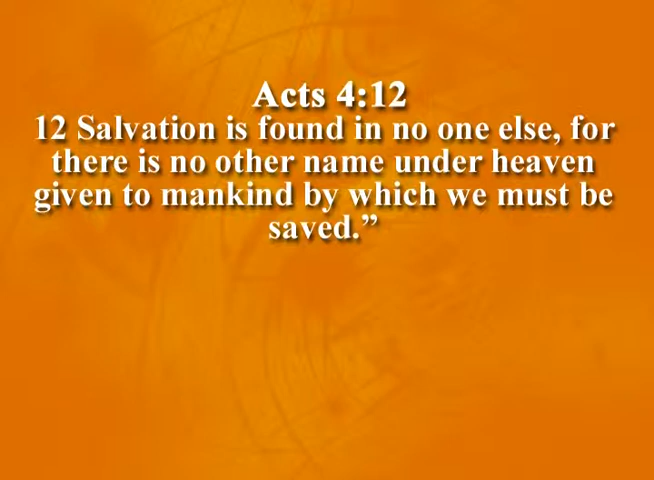 Acts 4:12
12 Salvation is found in no one else, for
there is no other name under heaven
given to mankind by which we must be
saved.”